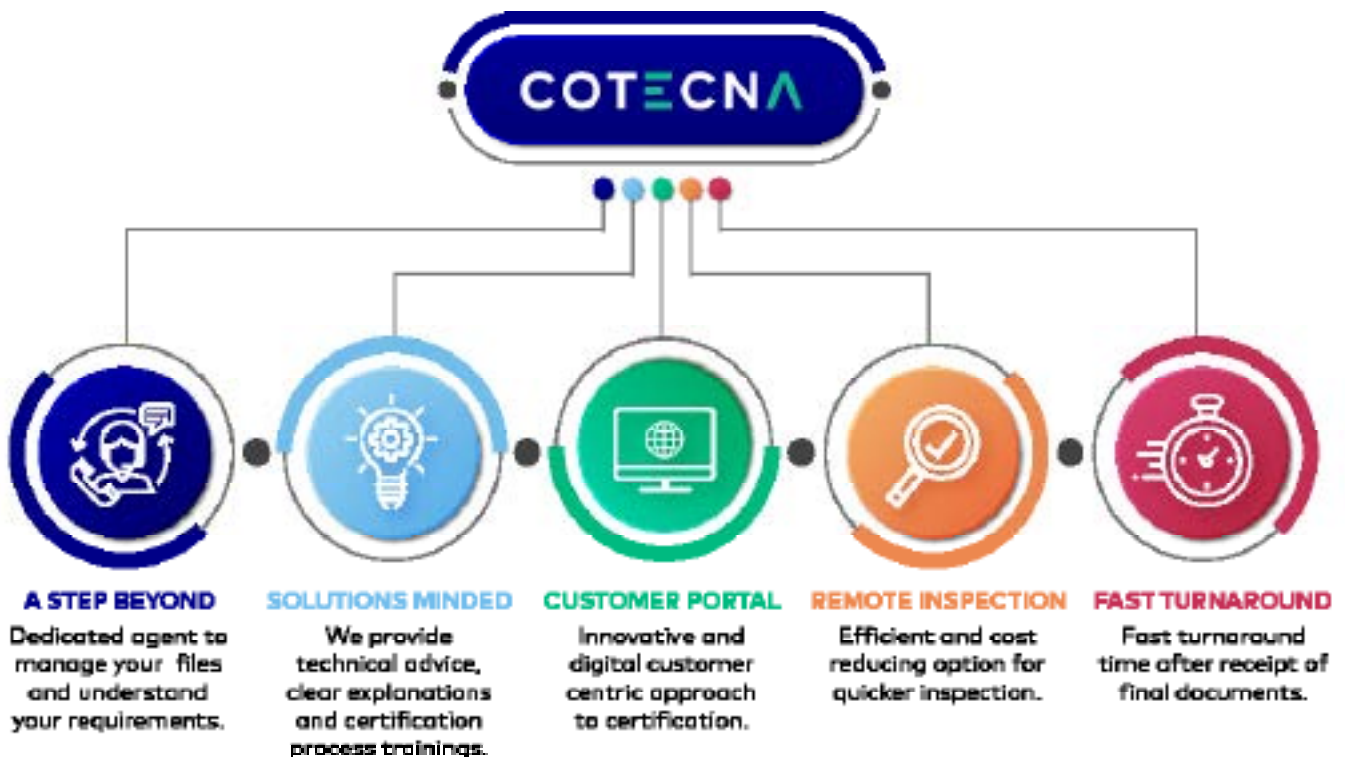 COTECNA
A STEP BEYOND
Dedicated agent to
manage your files
and understand
your requirements.
SOLUTIONS MINDED
We provide
technical advice,
clear explanations
and certification
process trainings.
CUSTOMER PORTAL
Innovative and
digital customer
centric approach
to certification.
REMOTE INSPECTION
Efficient and cost
reducing option for
quicker inspection.
FAST TURNAROUND
Fast turnaround
time after receipt of
final documents.